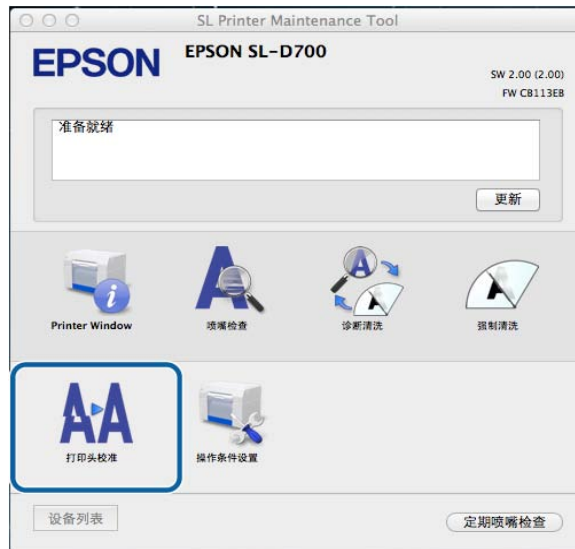 SL Printer Maintenance Tool
EPSON
EPSON SL-D700
SW 2.00 (2.00)
FW CB113EB
准备就绪
更新
Printer Window
喷嘴检查
诊断清洗
强制清洗
打印头校准
操作条件设置
设备列表
定期喷嘴检查